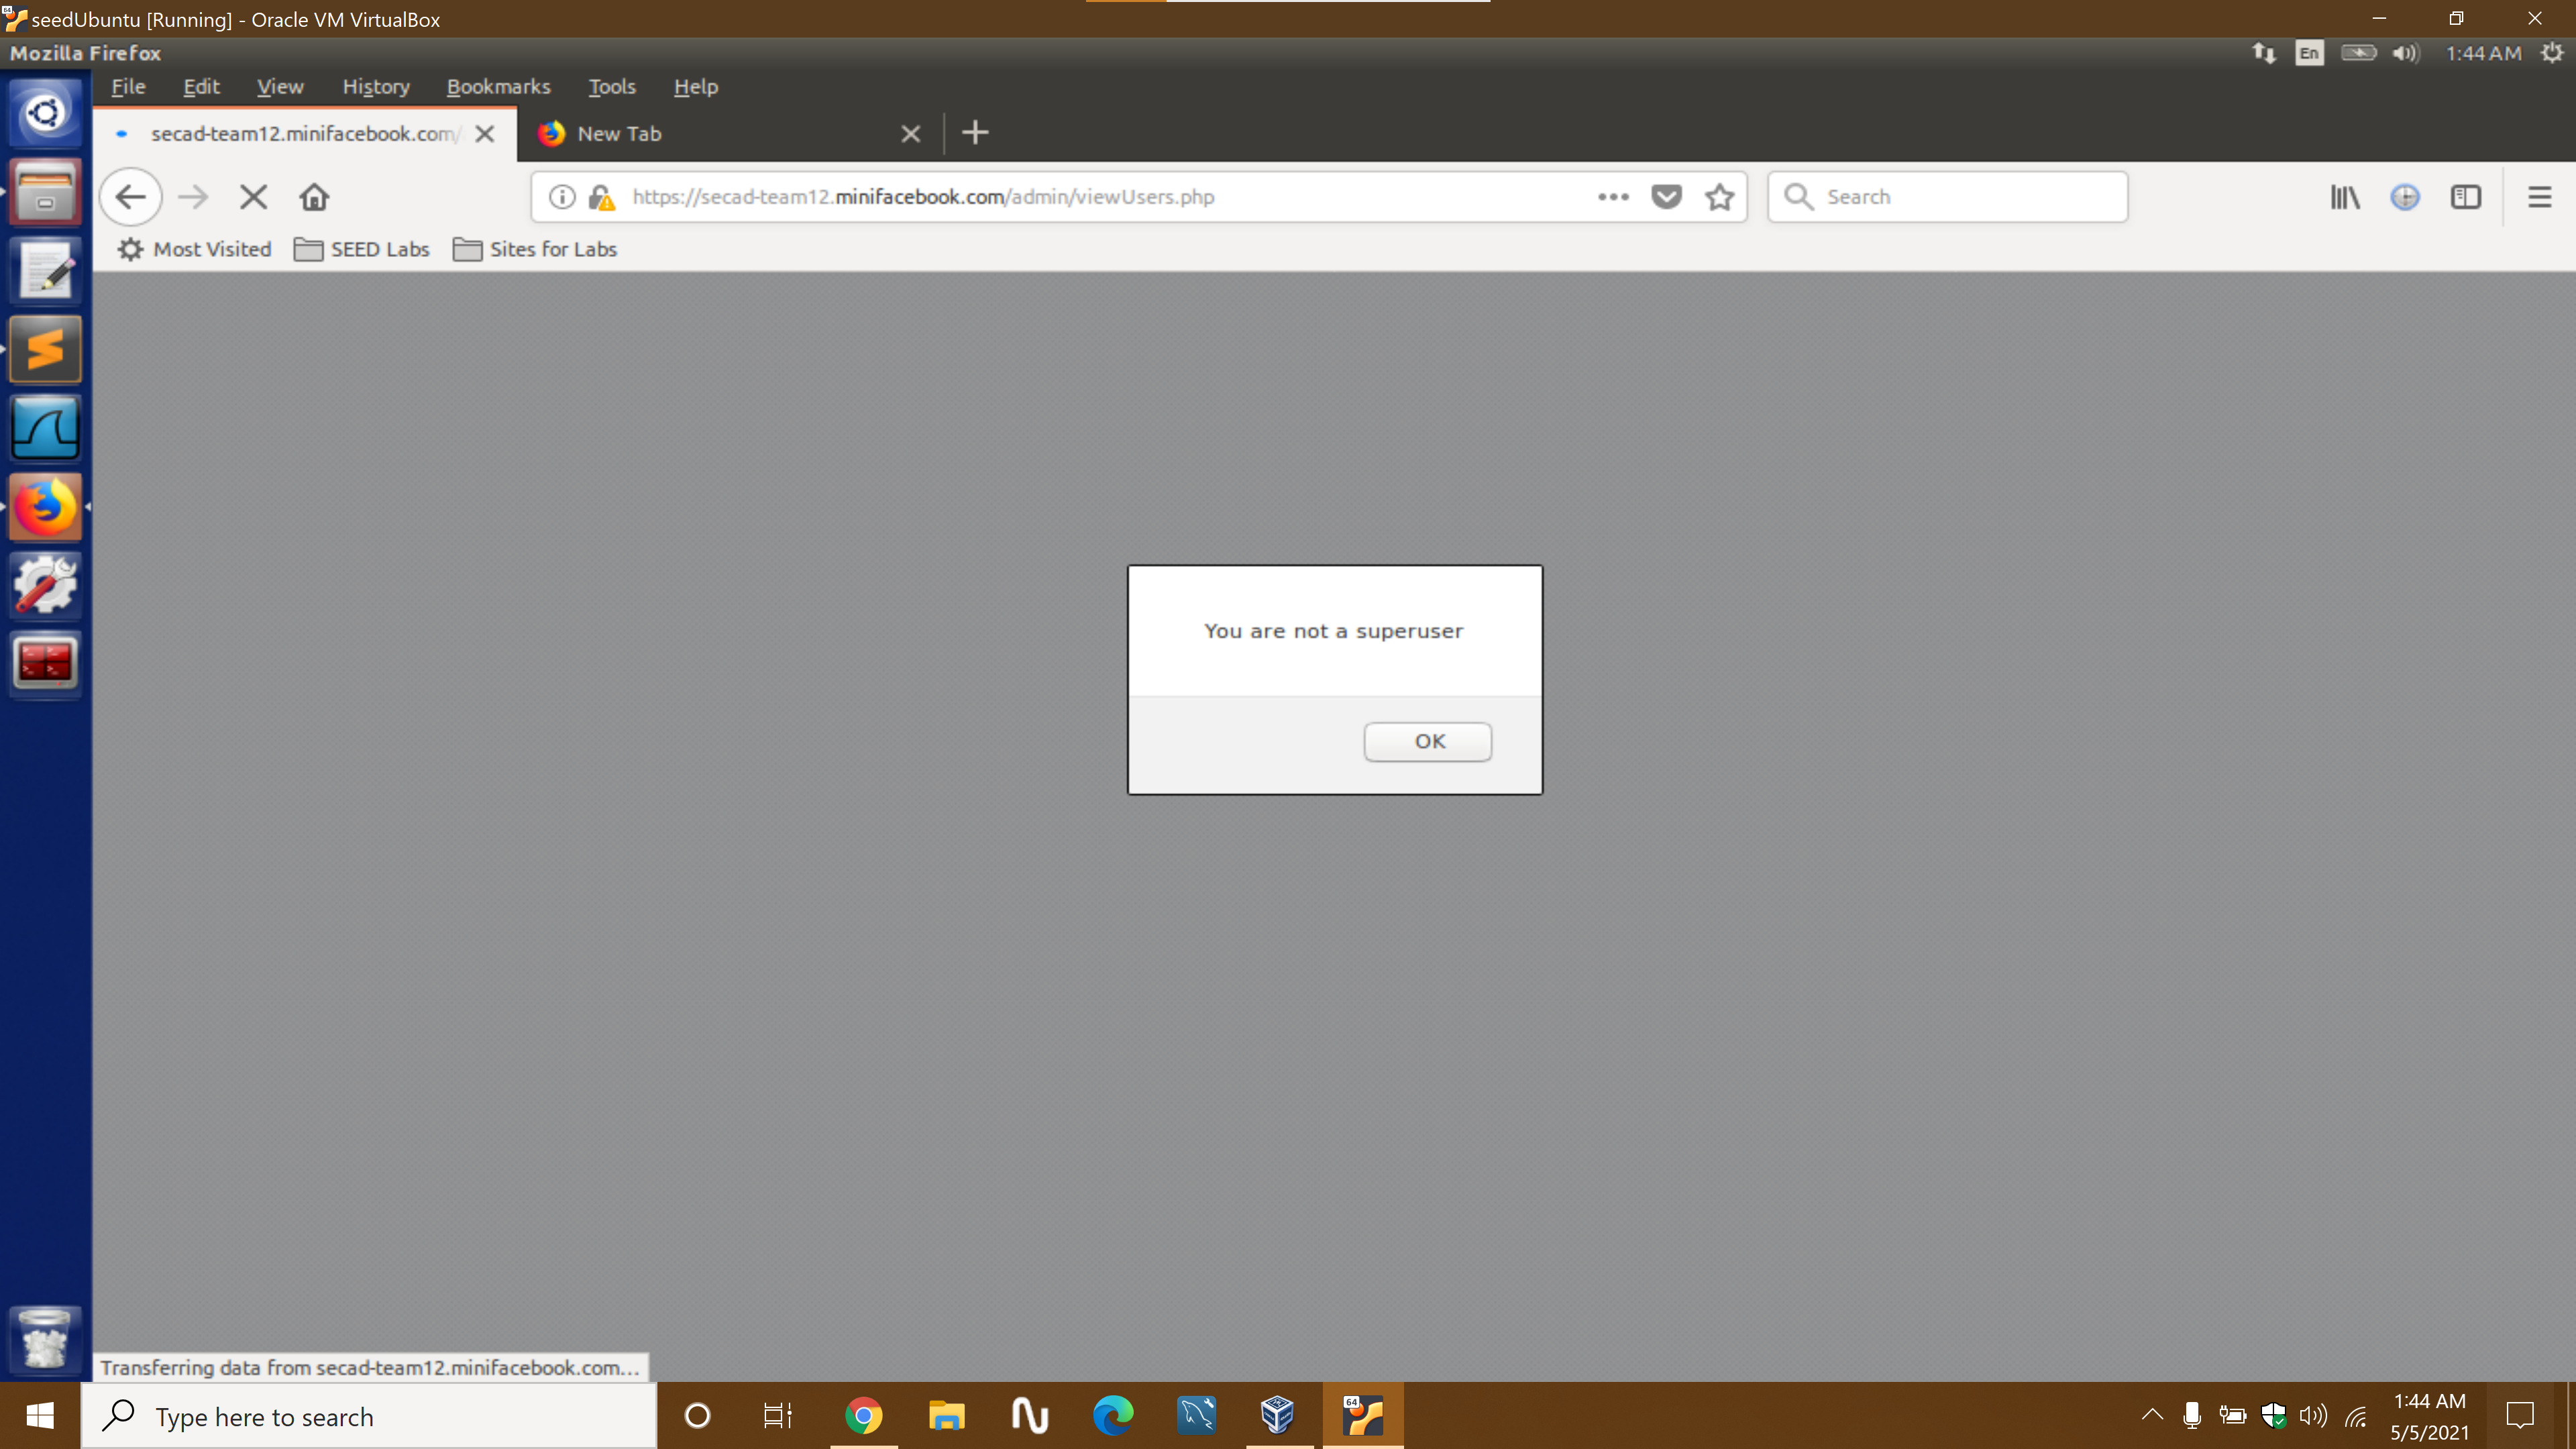 seedUbuntu [Running] - Oracle VM VirtualBox
Mozilla Firefox
En
1:44 AM
File Edit View History Bookmarks Tools Help
secad-team12.minifacebook.com/
New Tab
https://secad-team12.minifacebook.com/admin/viewUsers.php
Search
Most Visited
SEED Labs
Sites for Labs
You are not a superuser
OK
Transferring data from secad-team12.minifacebook.com...
Type here to search
64
1:44 AM
5/5/2021